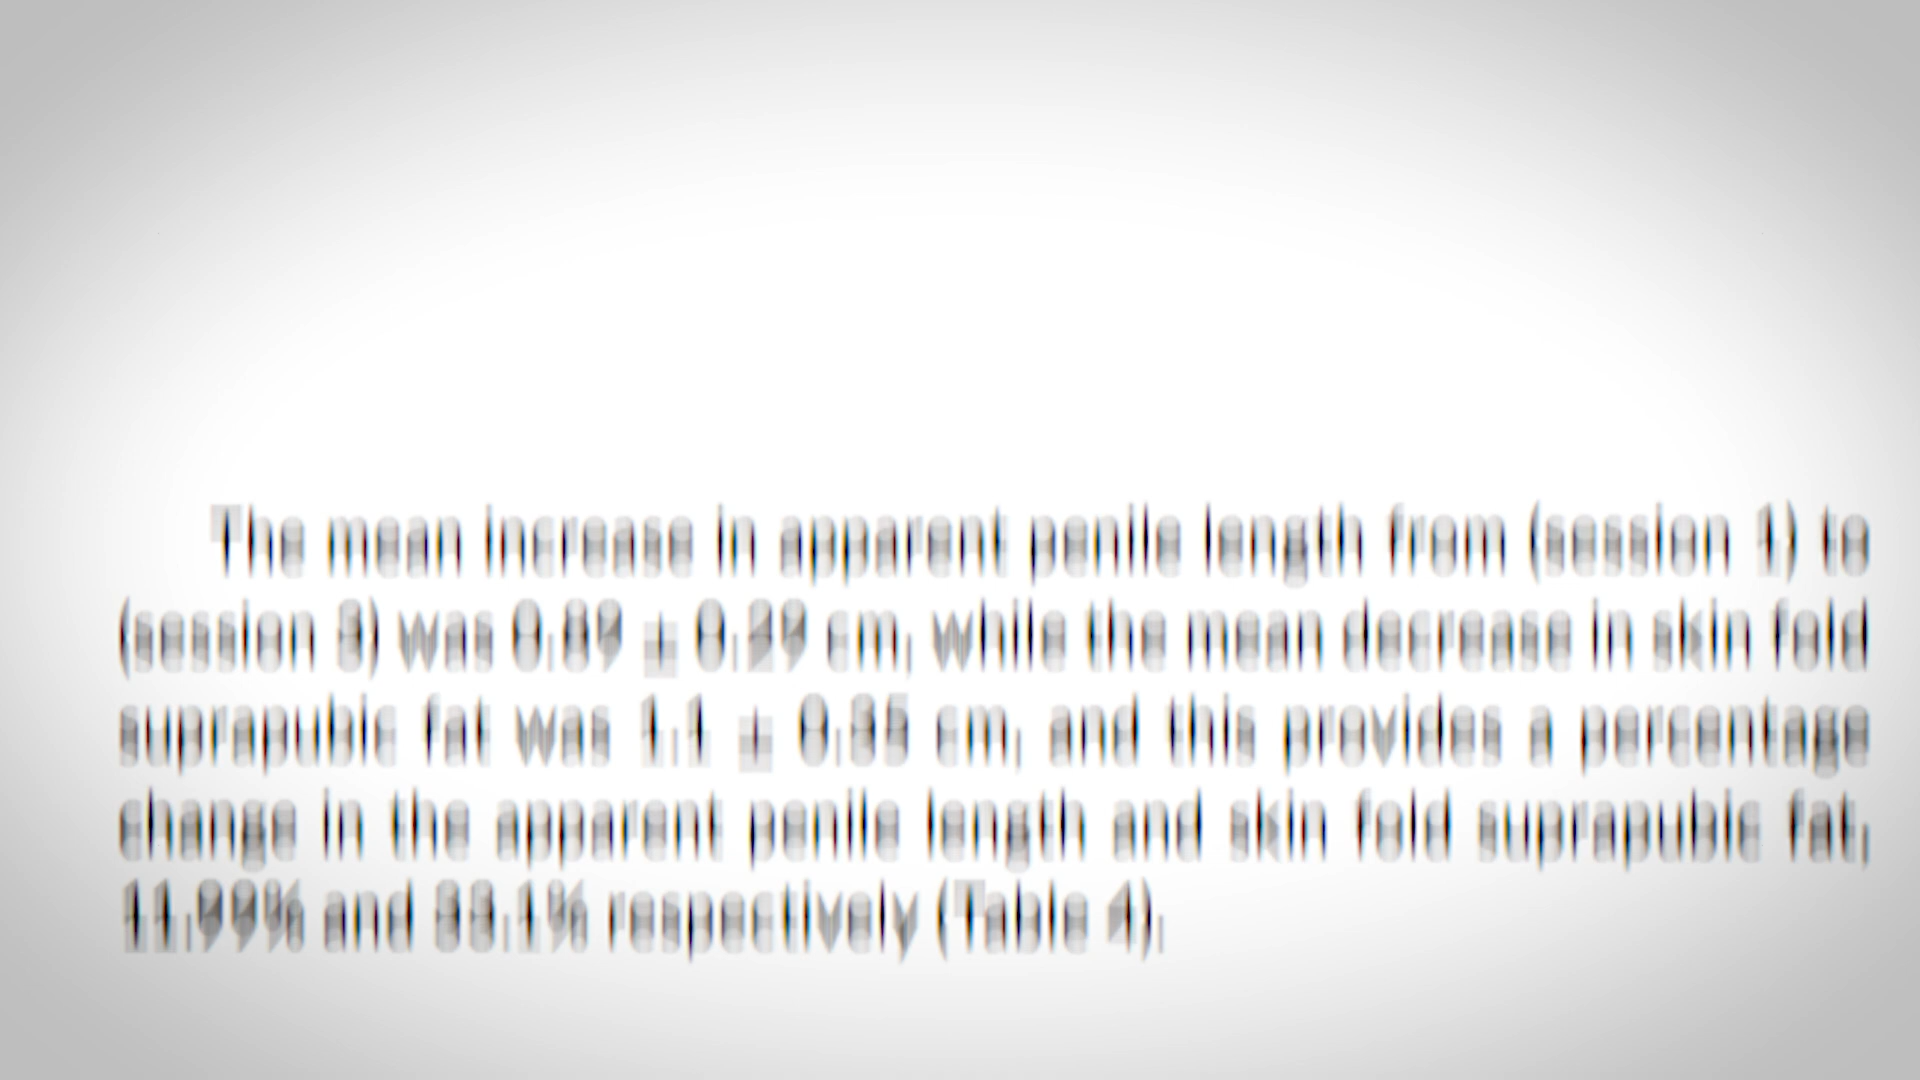 The mean increase in apparent penile length from (session 1) to
(session 3) was 0.89 ± 0.29 cm, while the mean decrease in skin fold
suprapubic fat was 1.1 ± 0.35 cm, and this provides a percentage
change in the apparent penile length and skin fold suprapubic fat,
11.99% and 33.1% respectively (Table 4).